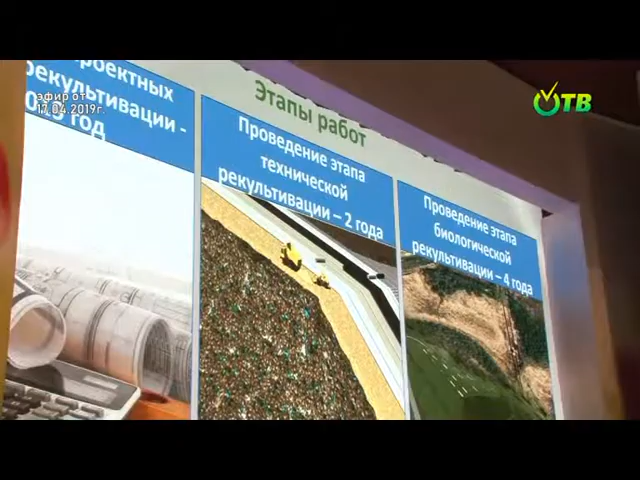 эфир от
17.04.2019г.
ОТВ
Этапы работ
проектных
рекультивации -
год
Проведение этапа
технической
рекультивации – 2 года
Проведение этапа
биологической
рекультивации – 4 года